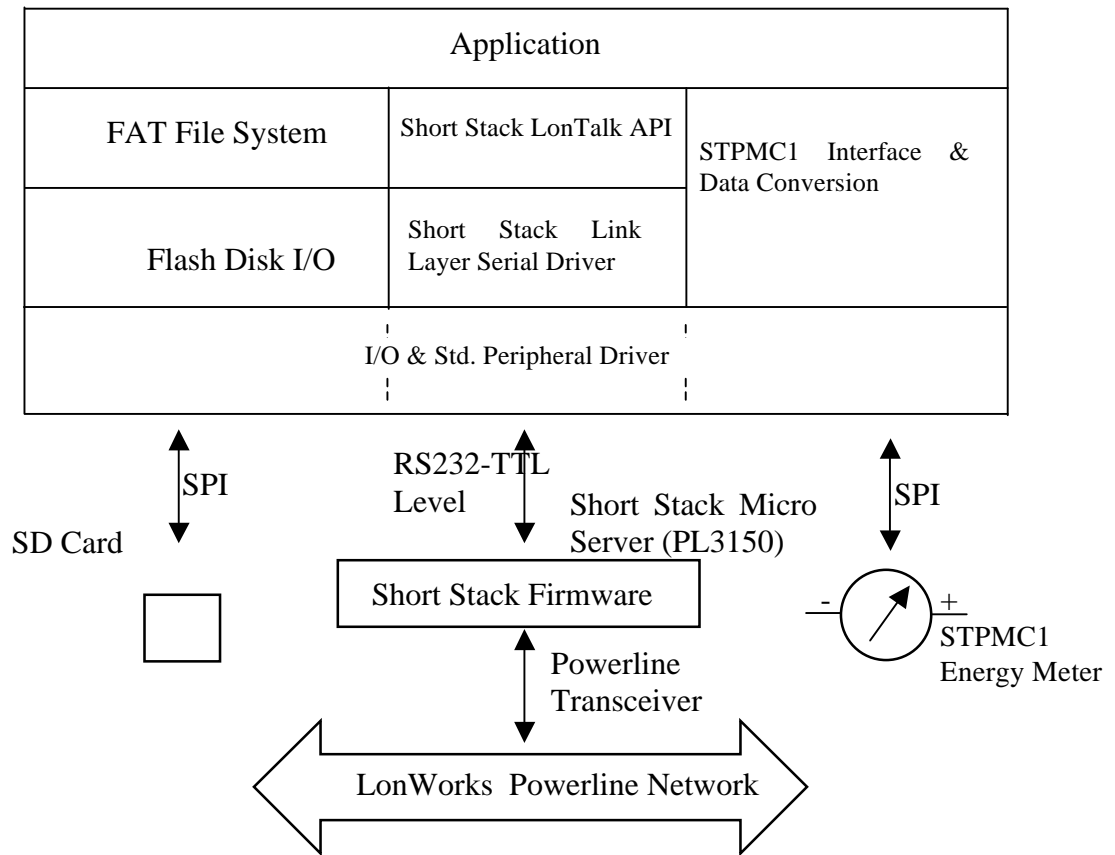 Application
FAT File System
Short Stack LonTalk API
STPMC1 Interface &
Data Conversion
Flash Disk I/O
Short Stack Link
Layer Serial Driver
I/O & Std. Peripheral Driver
SPI
RS232-TTL
Level
SPI
SD Card
Short Stack Micro
Server (PL3150)
Short Stack Firmware
- +
STPMC1
Energy Meter
Powerline
Transceiver
LonWorks Powerline Network